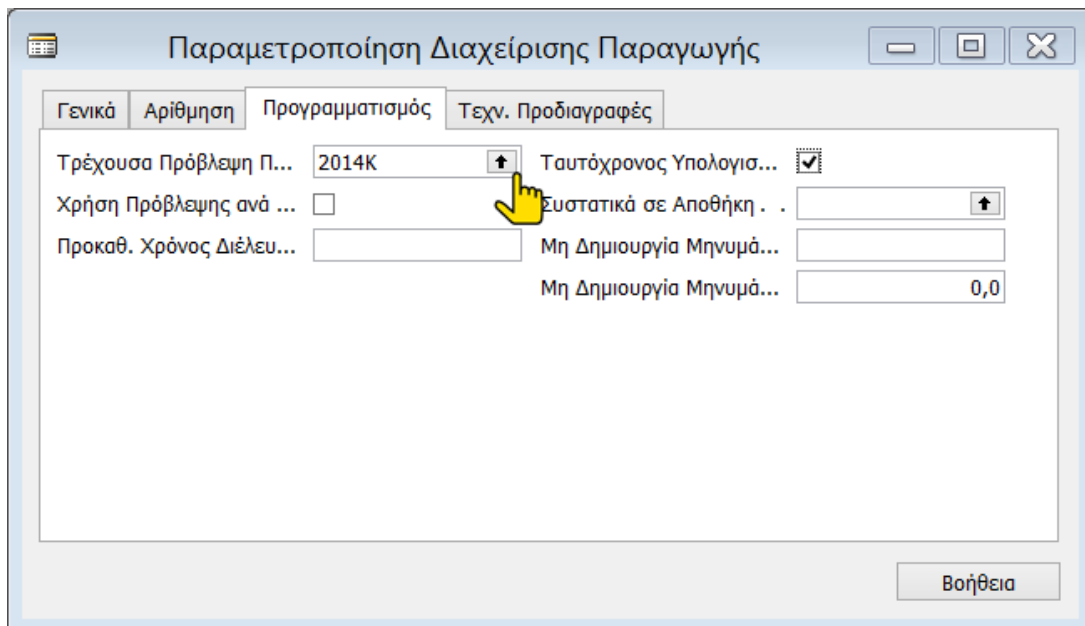 Παραμετροποίηση Διαχείρισης Παραγωγής
Γενικά Αρίθμηση Προγραμματισμός Τεχν. Προδιαγραφές
Τρέχουσα Πρόβλεψη Π... 2014K Ταυτόχρονος Υπολογισ...
Χρήση Πρόβλεψης ανά ... Συστατικά σε Αποθήκη . .
Προκαθ. Χρόνος Διέλευ... Μη Δημιουργία Μηνυμά...
Μη Δημιουργία Μηνυμά... 0,0
Βοήθεια